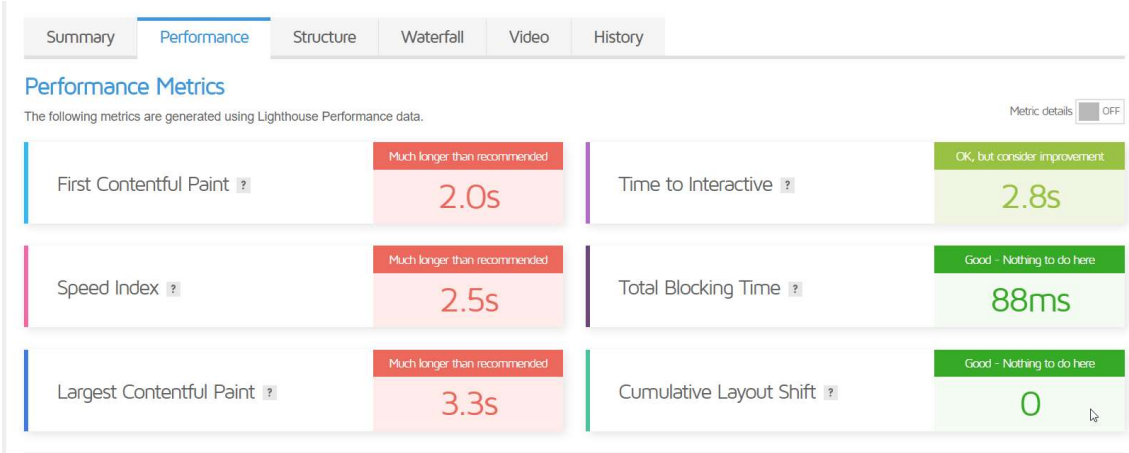 Summary Performance Structure Waterfall Video History
Performance Metrics
The following metrics are generated using Lighthouse Performance data.
Metric details OFF
First Contentful Paint ?
Much longer than recommended
2.0s
Time to Interactive ?
OK, but consider improvement
2.8s
Speed Index ?
Much longer than recommended
2.5s
Total Blocking Time ?
Good - Nothing to do here
88ms
Largest Contentful Paint ?
Much longer than recommended
3.3s
Cumulative Layout Shift ?
Good - Nothing to do here
0